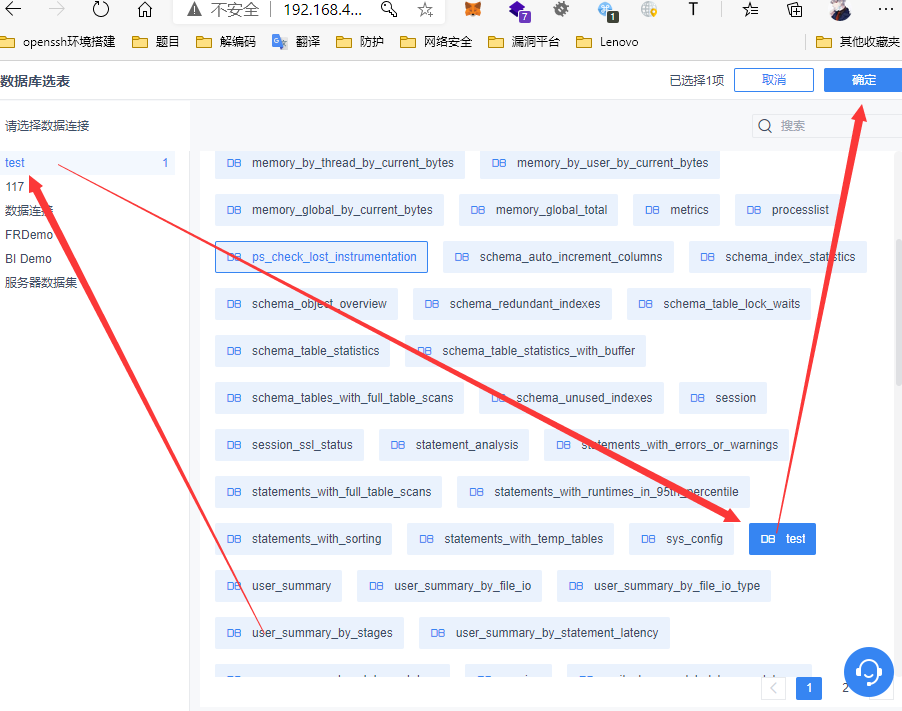 不安全 192.168.4...
7
1
T
openssh环境搭建 题目 解编码 翻译 防护 网络安全 漏洞平台 Lenovo 其他收藏夹
数据库选表 已选择1项 取消 确定
请选择数据连接 搜索
test 1
117
数据连接
FRDemo
BI Demo
服务器数据集
DB memory_by_thread_by_current_bytes DB memory_by_user_by_current_bytes
DB memory_global_by_current_bytes DB memory_global_total DB metrics DB processlist
DB ps_check_lost_instrumentation DB schema_auto_increment_columns DB schema_index_statistics
DB schema_object_overview DB schema_redundant_indexes DB schema_table_lock_waits
DB schema_table_statistics DB schema_table_statistics_with_buffer
DB schema_tables_with_full_table_scans DB schema_unused_indexes DB session
DB session_ssl_status DB statement_analysis DB statements_with_errors_or_warnings
DB statements_with_full_table_scans DB statements_with_runtimes_in_95th_percentile
DB statements_with_sorting DB statements_with_temp_tables DB sys_config DB test
DB user_summary DB user_summary_by_file_io DB user_summary_by_file_io_type
DB user_summary_by_stages DB user_summary_by_statement_latency
1 2